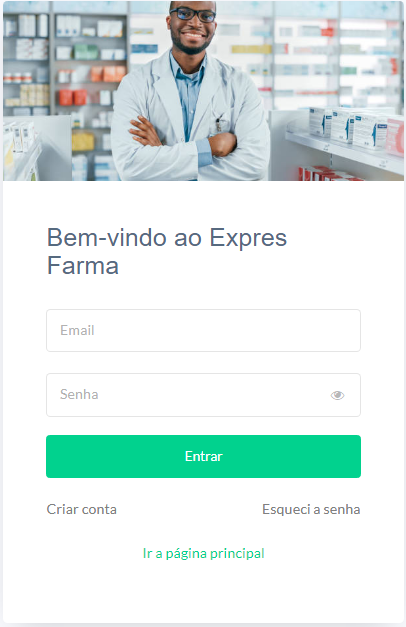 Bem-vindo ao Expres
Farma
Email
Senha
Entrar
Criar conta
Esqueci a senha
Ir a página principal